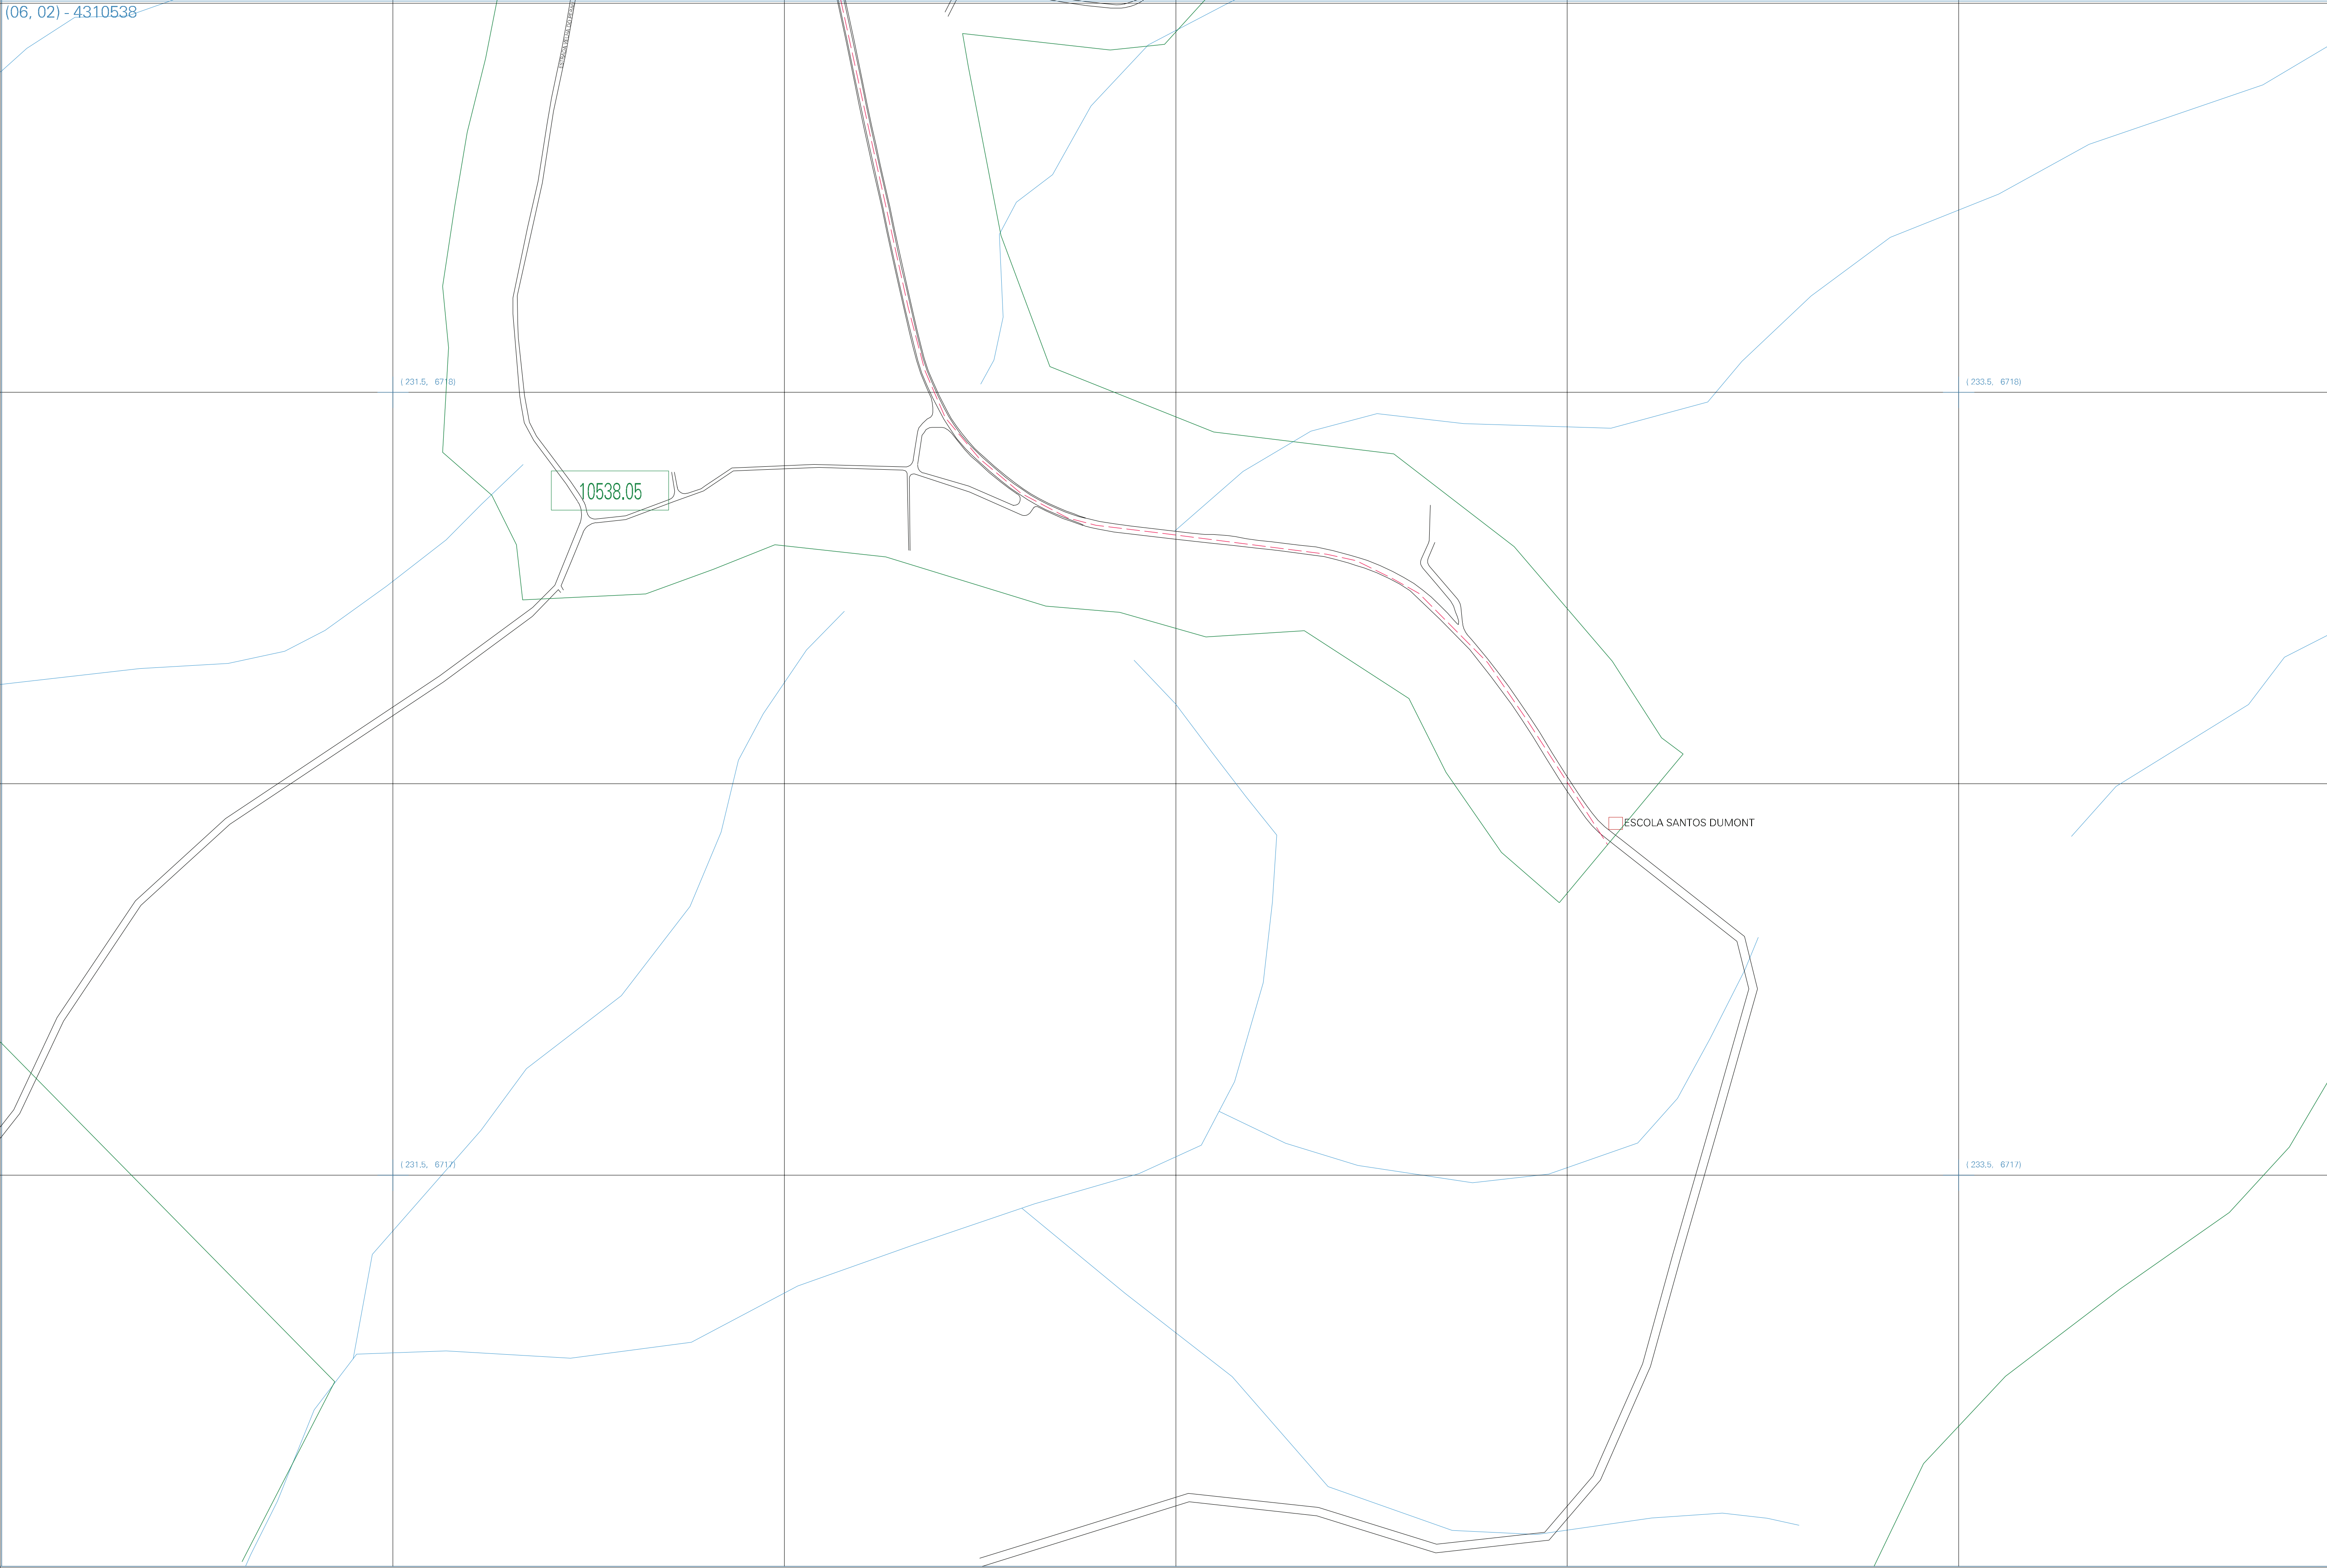 (06, 02) - 4310538
(231.5, 6718)
(233.5, 6718)
10538.05
ESCOLA SANTOS DUMONT
(231.5, 6717)
(233.5, 6717)